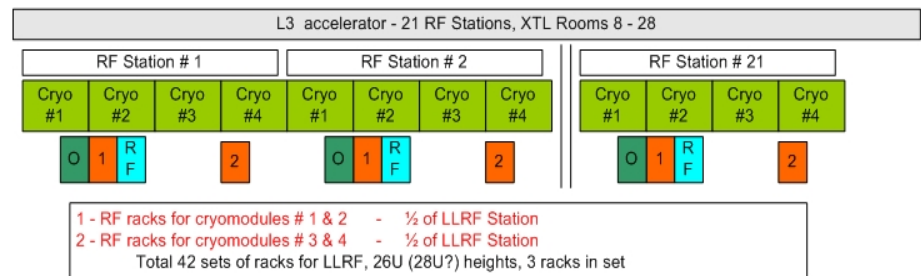 L3 accelerator - 21 RF Stations, XTL Rooms 8 - 28
RF Station # 1 RF Station # 2 RF Station # 21
Cryo #1 Cryo #2 Cryo #3 Cryo #4 Cryo #1 Cryo #2 Cryo #3 Cryo #4 Cryo #1 Cryo #2 Cryo #3 Cryo #4
O 1 RF 2 O 1 RF 2 O 1 RF 2
1 - RF racks for cryomodules # 1 & 2 - ½ of LLRF Station
2 - RF racks for cryomodules # 3 & 4 - ½ of LLRF Station
Total 42 sets of racks for LLRF, 26U (28U?) heights, 3 racks in set